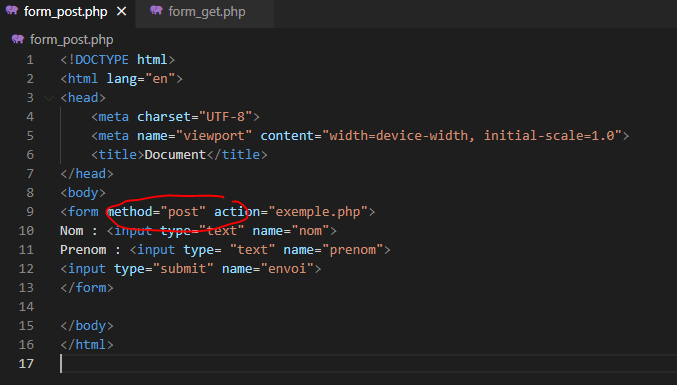 form_post.php × form_get.php
form_post.php
1 <!DOCTYPE html>
2 <html lang="en">
3 <head>
4     <meta charset="UTF-8">
5     <meta name="viewport" content="width=device-width, initial-scale=1.0">
6     <title>Document</title>
7 </head>
8 <body>
9 <form method="post" action="exemple.php">
10 Nom : <input type="text" name="nom">
11 Prenom : <input type= "text" name="prenom">
12 <input type="submit" name="envoi">
13 </form>
14
15 </body>
16 </html>
17